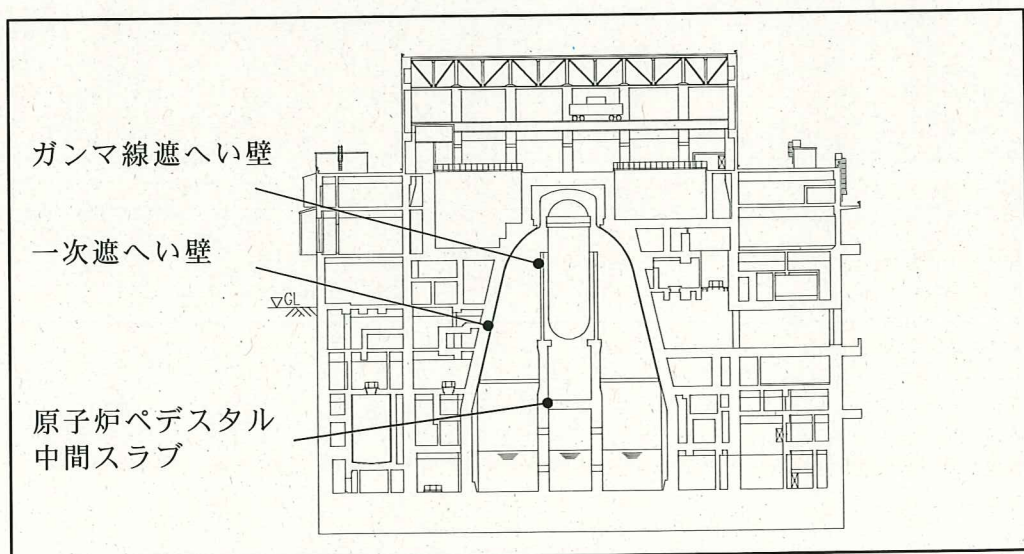 ガンマ線遮へい壁
一次遮へい壁
GL
原子炉ペデスタル
中間スラブ